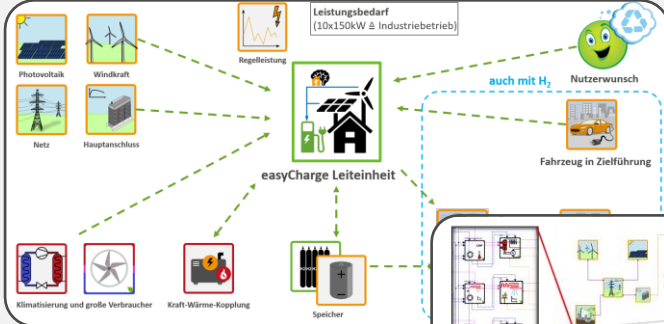 Leistungsbedarf
(10x150kW ≙ Industriebetrieb)
Regelleistung
Photovoltaik
Windkraft
Nutzerwunsch
auch mit H₂
Netz
Hauptanschluss
Fahrzeug in Zielführung
easyCharge Leiteinheit
Klimatisierung und große Verbraucher
Kraft-Wärme-Kopplung
Speicher